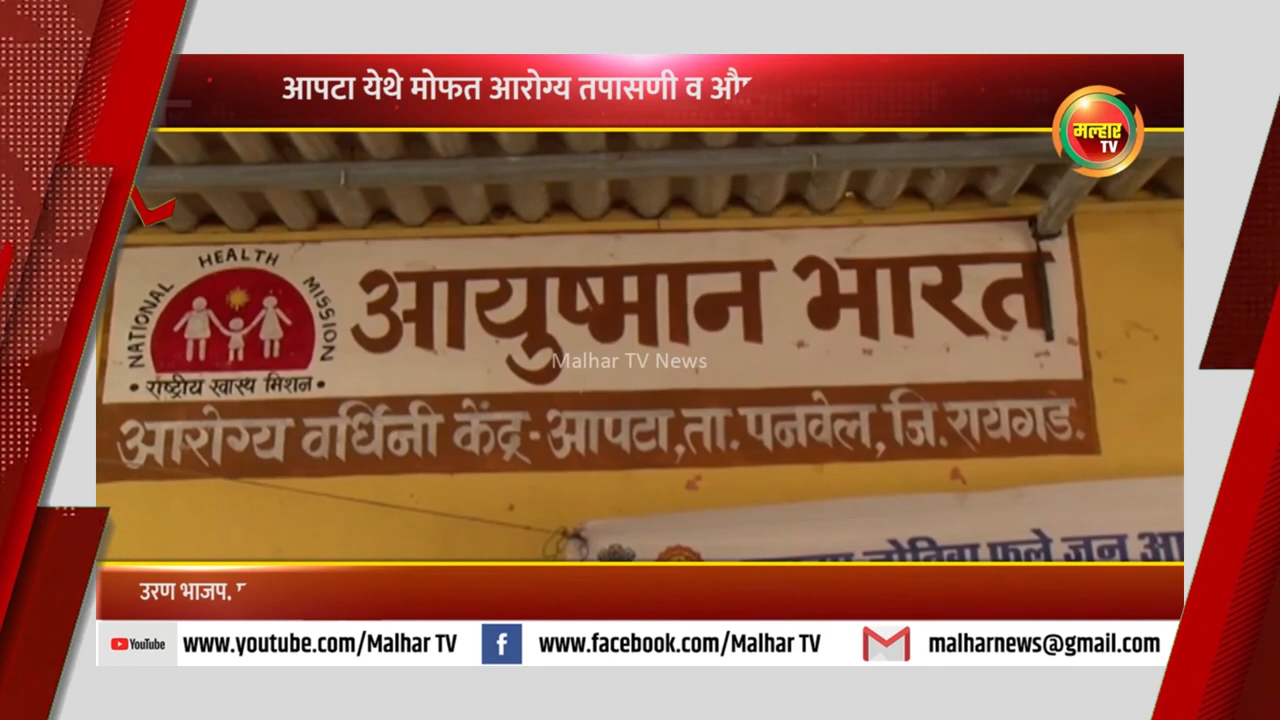 आपटा येथे मोफत आरोग्य तपासणी व
मल्हार
TV
NATIONAL HEALTH MISSION
• राष्ट्रीय स्वास्थ मिशन •
आयुष्मान भारत
Malhar TV News
आरोग्य वर्धिनी केंद्र - आपटा, ता. पनवेल, जि. रायगड.
फुले जन
उरण भाजप,
YouTube
www.youtube.com/Malhar TV
f
www.facebook.com/Malhar TV
malharnews@gmail.com